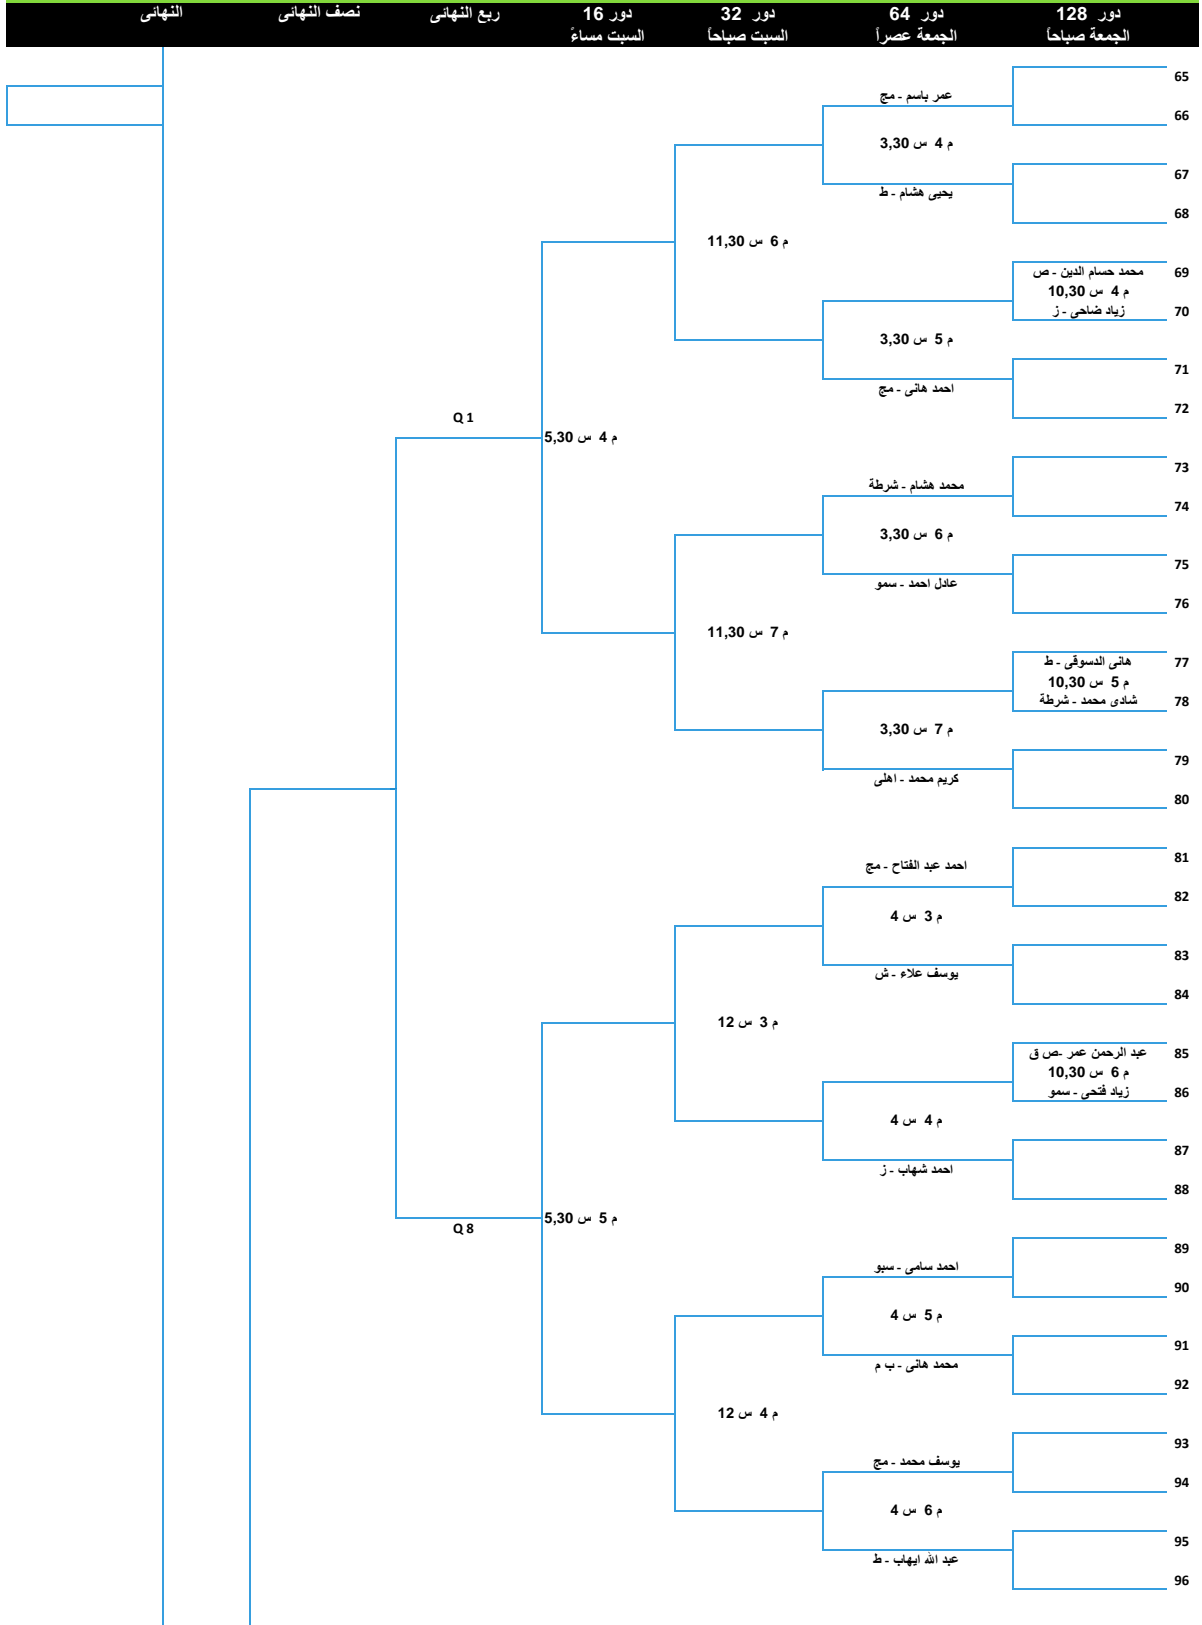 دور 128 دور 64 دور 32 دور 16 ربع النهائى نصف النهائى النهائى
الجمعة صباحاً الجمعة عصراً السبت صباحاً السبت مساءً
65
عمر باسم - مج
66
م 4 س 3,30
67
يحيى هشام - ط
68
م 6 س 11,30
69 محمد حسام الدين - ص
م 4 س 10,30
70 زياد ضاحى - ز
م 5 س 3,30
71
احمد هانى - مج
72
Q 1
م 4 س 5,30
73
محمد هشام - شرطة
74
م 6 س 3,30
75
عادل احمد - سمو
76
م 7 س 11,30
77 هانى الدسوقى - ط
م 5 س 10,30
78 شادى محمد - شرطة
م 7 س 3,30
79
كريم محمد - اهلى
80
81
احمد عبد الفتاح - مج
82
م 3 س 4
83
يوسف علاء - ش
84
م 3 س 12
85 عبد الرحمن عمر -ص ق
م 6 س 10,30
86 زياد فتحى - سمو
م 4 س 4
87
احمد شهاب - ز
88
م 5 س 5,30
Q 8
89
احمد سامى - سبو
90
م 5 س 4
91
محمد هانى - ب م
92
م 4 س 12
93
يوسف محمد - مج
94
م 6 س 4
95
عبد الله ايهاب - ط
96